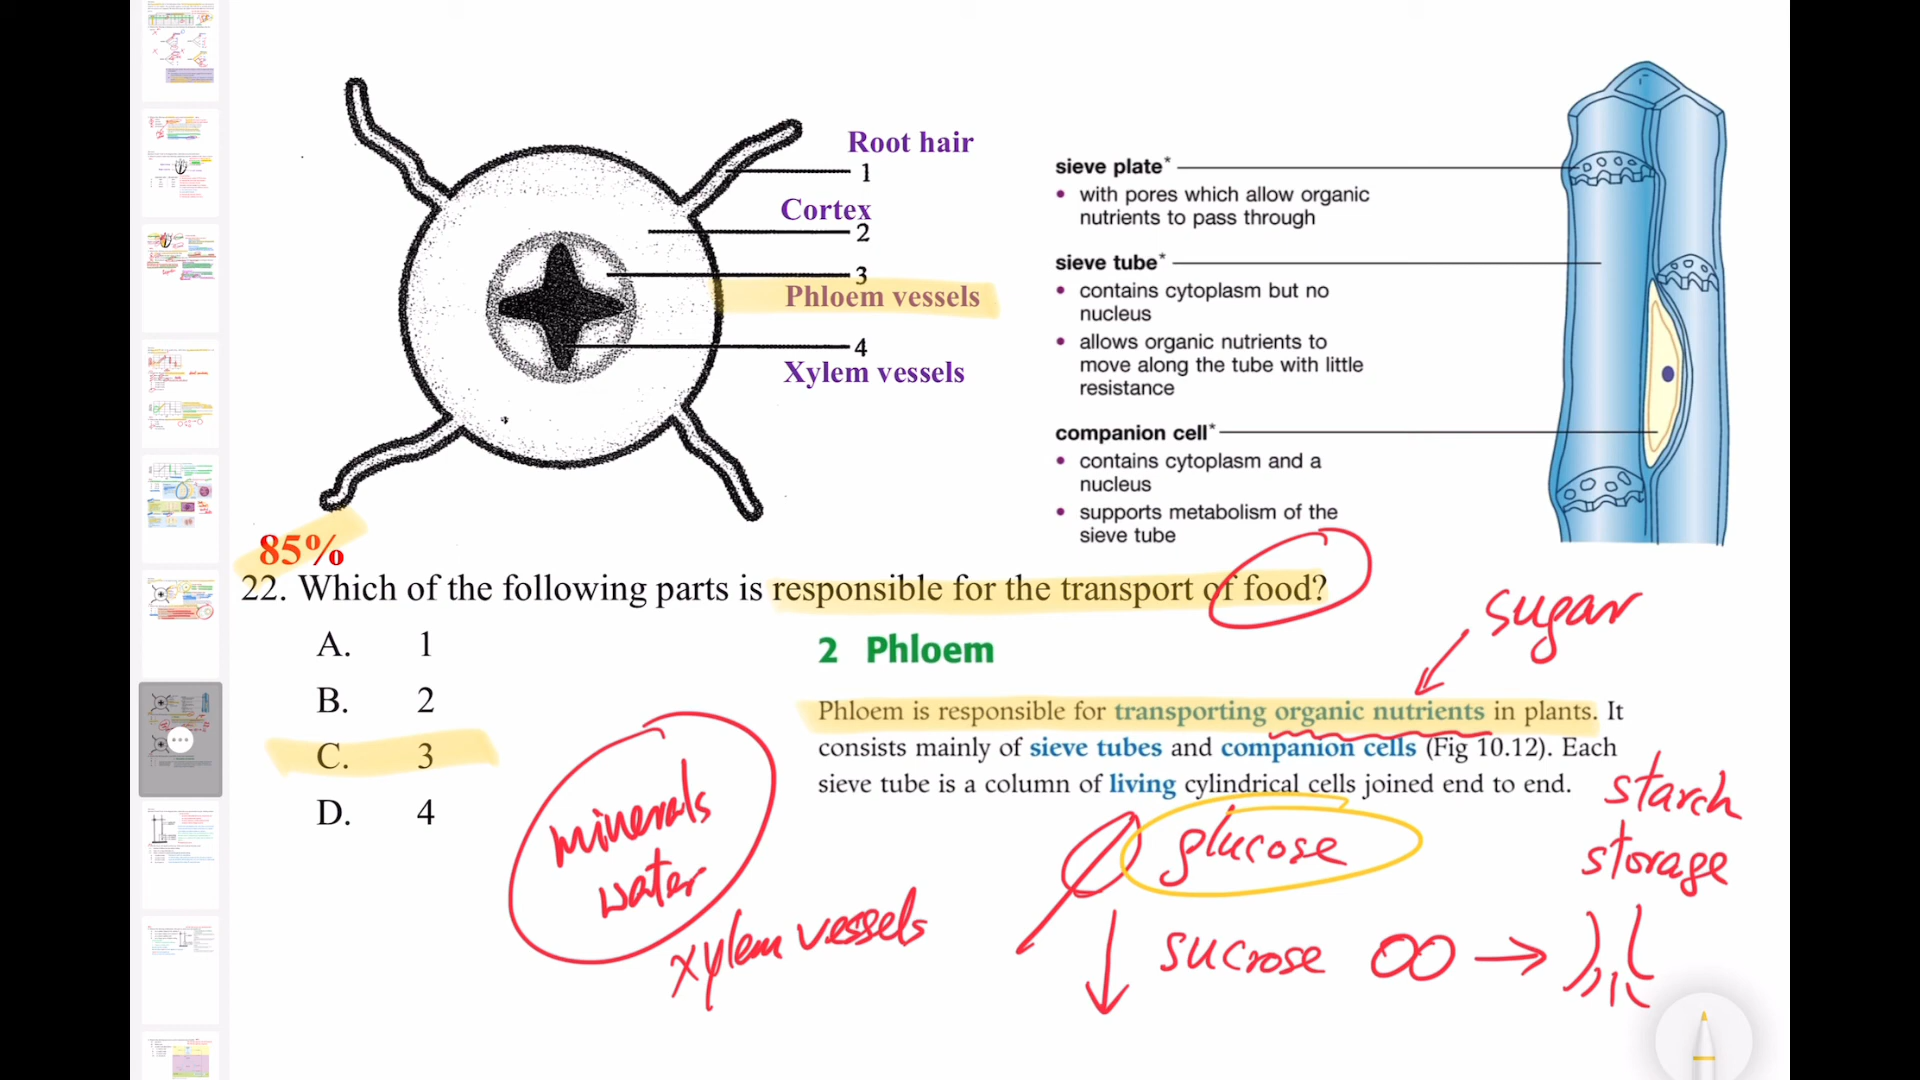 Root hair
1
Cortex
2
3
Phloem vessels
4
Xylem vessels
sieve plate*
• with pores which allow organic
nutrients to pass through
sieve tube*
• contains cytoplasm but no
nucleus
• allows organic nutrients to
move along the tube with little
resistance
companion cell*
• contains cytoplasm and a
nucleus
• supports metabolism of the
sieve tube
85%
22. Which of the following parts is responsible for the transport of food?
A. 1
B. 2
C. 3
D. 4
sugar
2 Phloem
Phloem is responsible for transporting organic nutrients in plants. It
consists mainly of sieve tubes and companion cells (Fig 10.12). Each
sieve tube is a column of living cylindrical cells joined end to end.
minerals
water
xylem vessels
glucose
sucrose
starch
storage